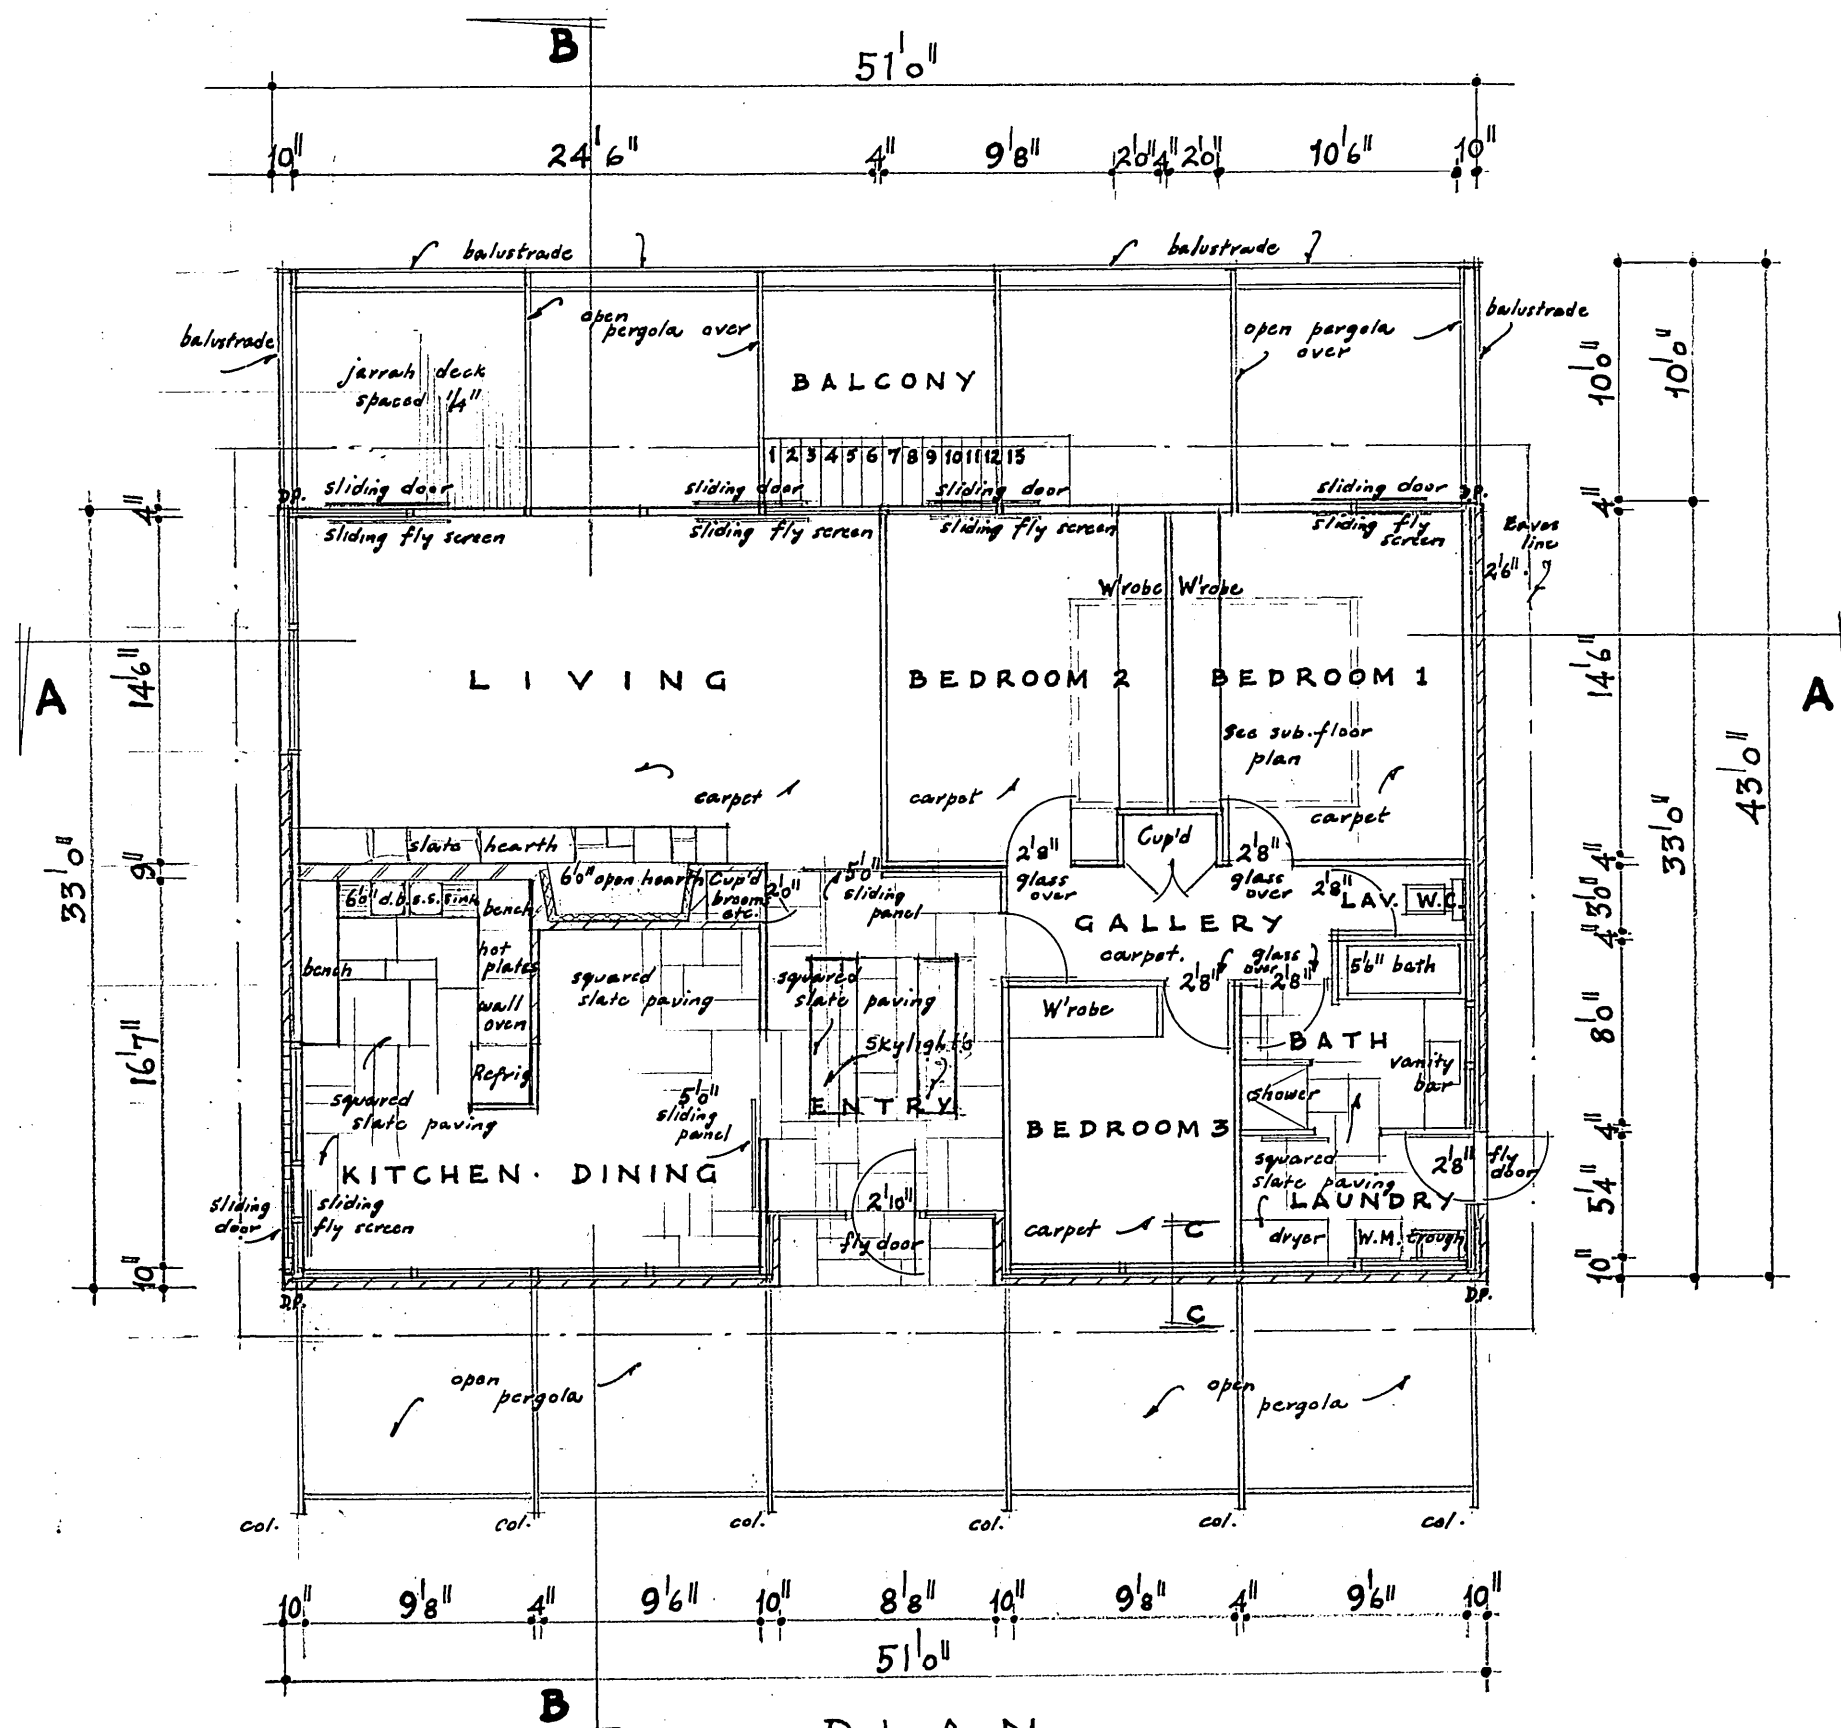 B
51'0"
10" 24'6" 4" 9'8" 2'0" 4" 2'0" 10'6" 10"
balustrade
balustrade
balustrade
open
pergola over
open pergola
over
balustrade
jarrah deck
spaced 1/4"
BALCONY
10'0"
10'0"
1 2 3 4 5 6 7 8 9 10 11 12 13
D.P.
sliding door
sliding door
sliding door
sliding door
D.P.
4"
4"
sliding fly screen
sliding fly screen
sliding fly screen
sliding fly
screen
Eaves
line
2'6"
W'robe
W'robe
A
14'6"
LIVING
BEDROOM 2
BEDROOM 1
14'6"
A
see sub.floor
plan
43'0"
carpet
carpet
carpet
slate hearth
Cup'd
33'0"
9"
33'0"
4"
2'8"
glass
over
2'8"
glass
over
6'0" open hearth
Cup'd
brooms
etc.
2'0"
5'0"
sliding
panel
2'8"
LAV.
W.C.
3'0"
6'0" d.b. s.s. sink
bench
GALLERY
carpet.
4"
bench
hot
plates
wall
oven
Refrig
squared
slate paving
squared
slate paving
skylights
2'8"
glass
over
2'8"
5'6" bath
W'robe
BATH
vanity
bar
8'0"
16'7"
squared
slate paving
5'0"
sliding
panel
ENTRY
shower
BEDROOM 3
4"
KITCHEN. DINING
squared
slate paving
2'8"
fly
door
LAUNDRY
5'4"
sliding
door
sliding
fly screen
2'10"
fly door
carpet
C
dryer
W.M.
trough
10"
10"
D.P.
D.P.
C
open
pergola
open
pergola
col. col. col. col. col. col.
10" 9'8" 4" 9'6" 10" 8'8" 10" 9'8" 4" 9'6" 10"
51'0"
B
PLAN